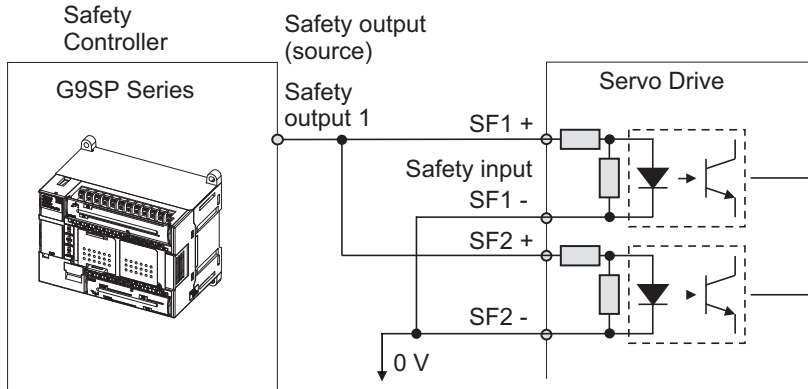 Safety
Controller
Safety output
(source)
G9SP Series
Safety
output 1
Servo Drive
SF1 +
Safety input
SF1 -
SF2 +
SF2 -
0 V